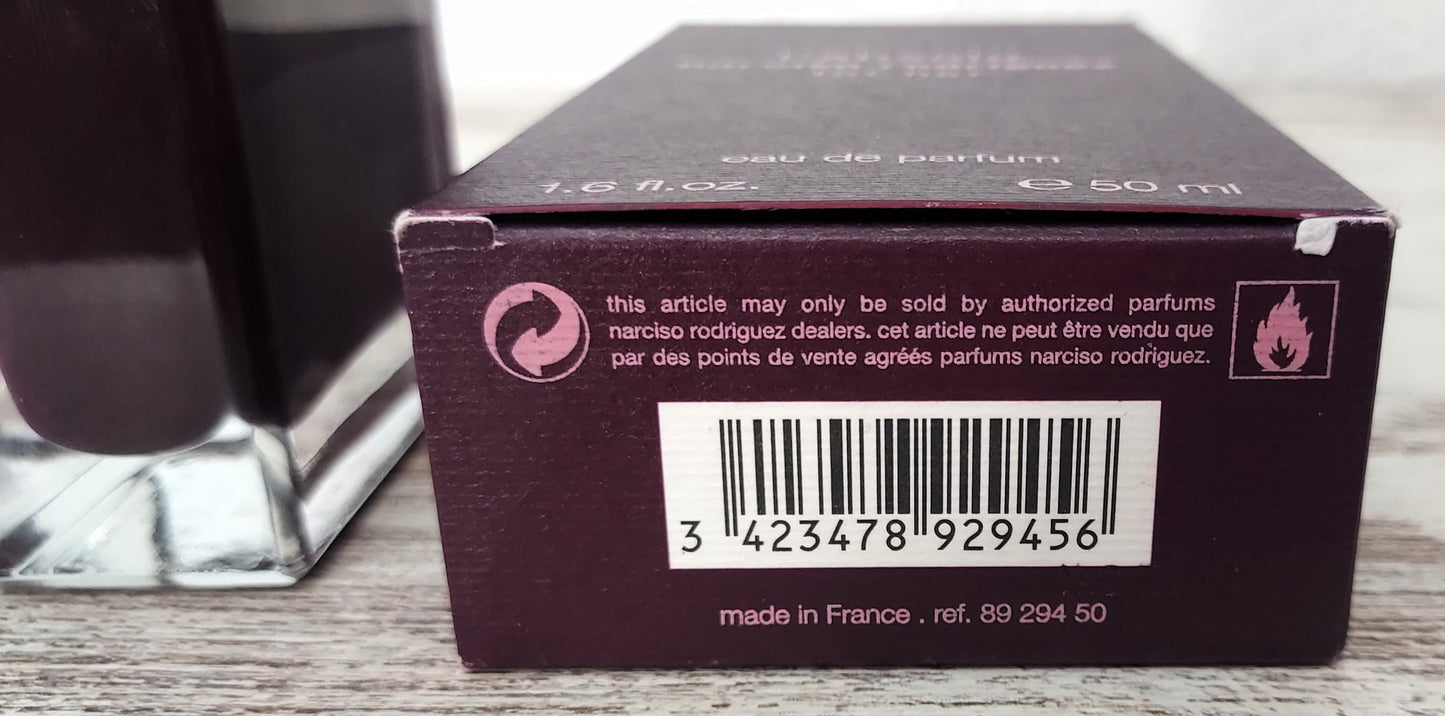 eau de parfum
1.6 fl.oz. e 50 ml
this article may only be sold by authorized parfums
narciso rodriguez dealers. cet article ne peut être vendu que
par des points de vente agréés parfums narciso rodriguez.
3 423478 929456
made in France . ref. 89 294 50